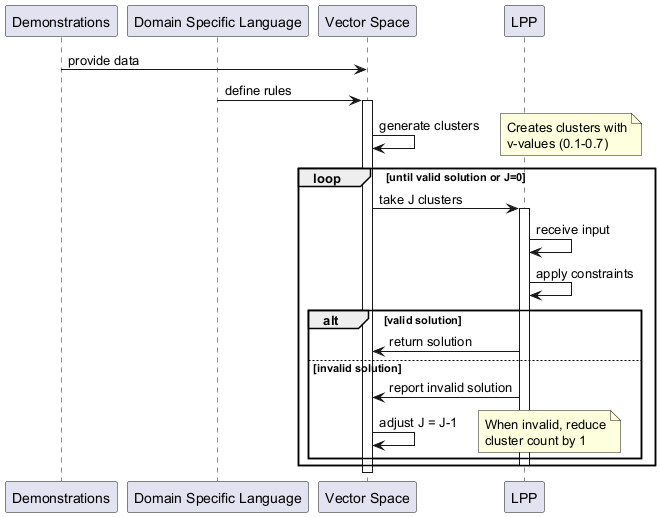 Demonstrations
Domain Specific Language
Vector Space
LPP
provide data
define rules
generate clusters
Creates clusters with
v-values (0.1-0.7)
loop
[until valid solution or J=0]
take J clusters
receive input
apply constraints
alt
[valid solution]
return solution
[invalid solution]
report invalid solution
adjust J = J-1
When invalid, reduce
cluster count by 1
Demonstrations
Domain Specific Language
Vector Space
LPP